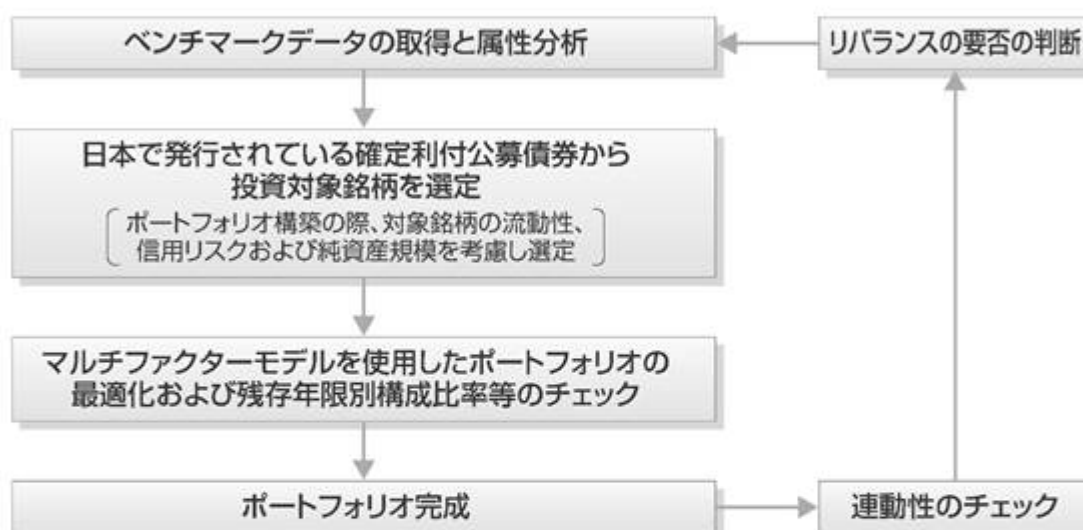 ベンチマークデータの取得と属性分析
リバランスの要否の判断
日本で発行されている確定利付公募債券から
投資対象銘柄を選定
ポートフォリオ構築の際、対象銘柄の流動性、
信用リスクおよび純資産規模を考慮し選定
マルチファクターモデルを使用したポートフォリオの
最適化および残存年限別構成比率等のチェック
ポートフォリオ完成
連動性のチェック